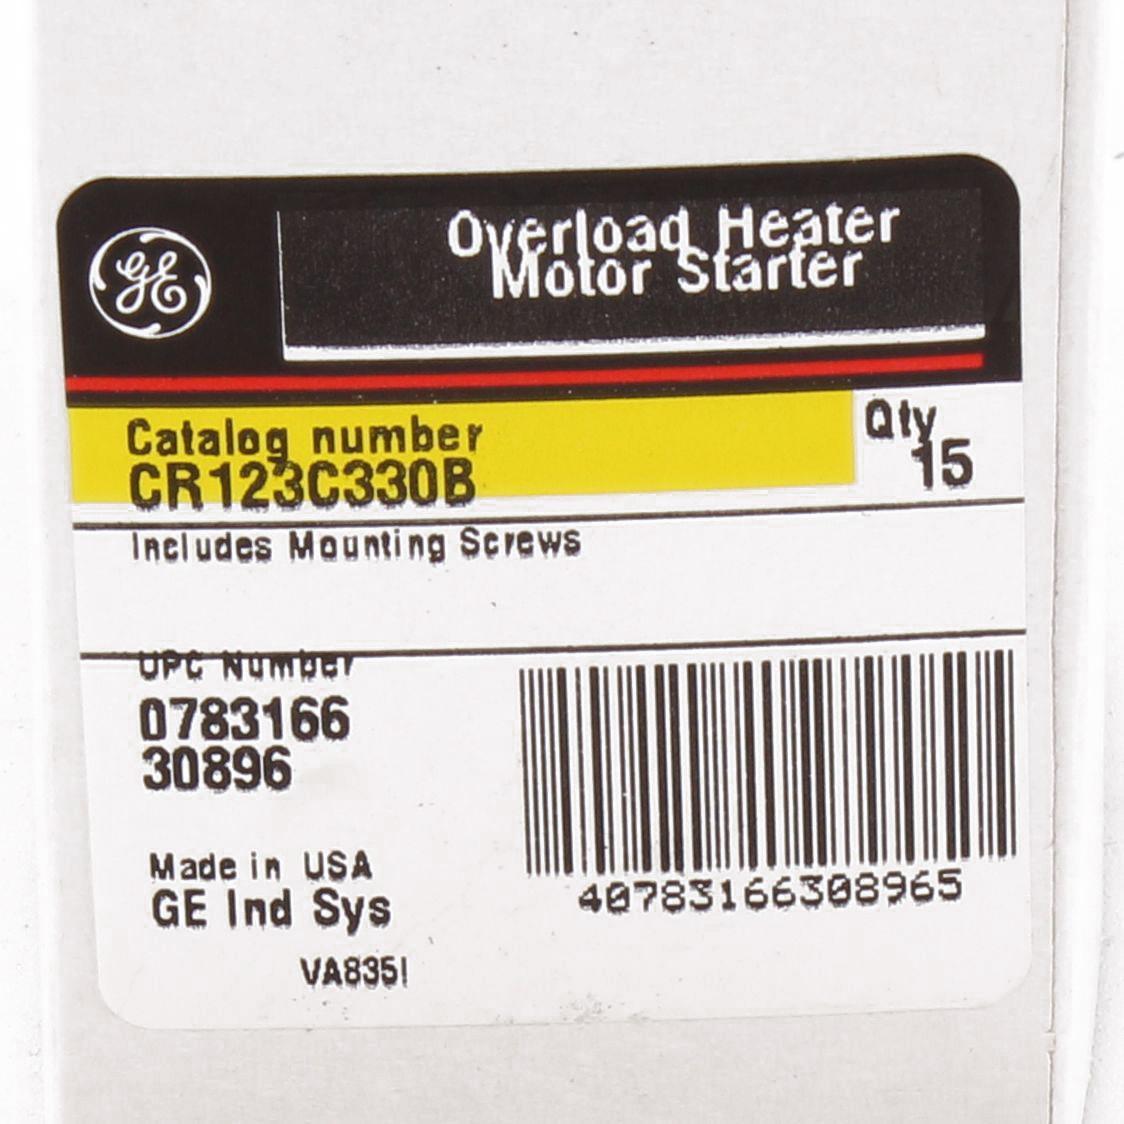 GE
Overload Heater
Motor Starter
Catalog number
CR123C330B
Qty
15
Includes Mounting Screws
UPC Number
0783166
30896
40783166308965
Made in USA
GE Ind Sys
VA835I